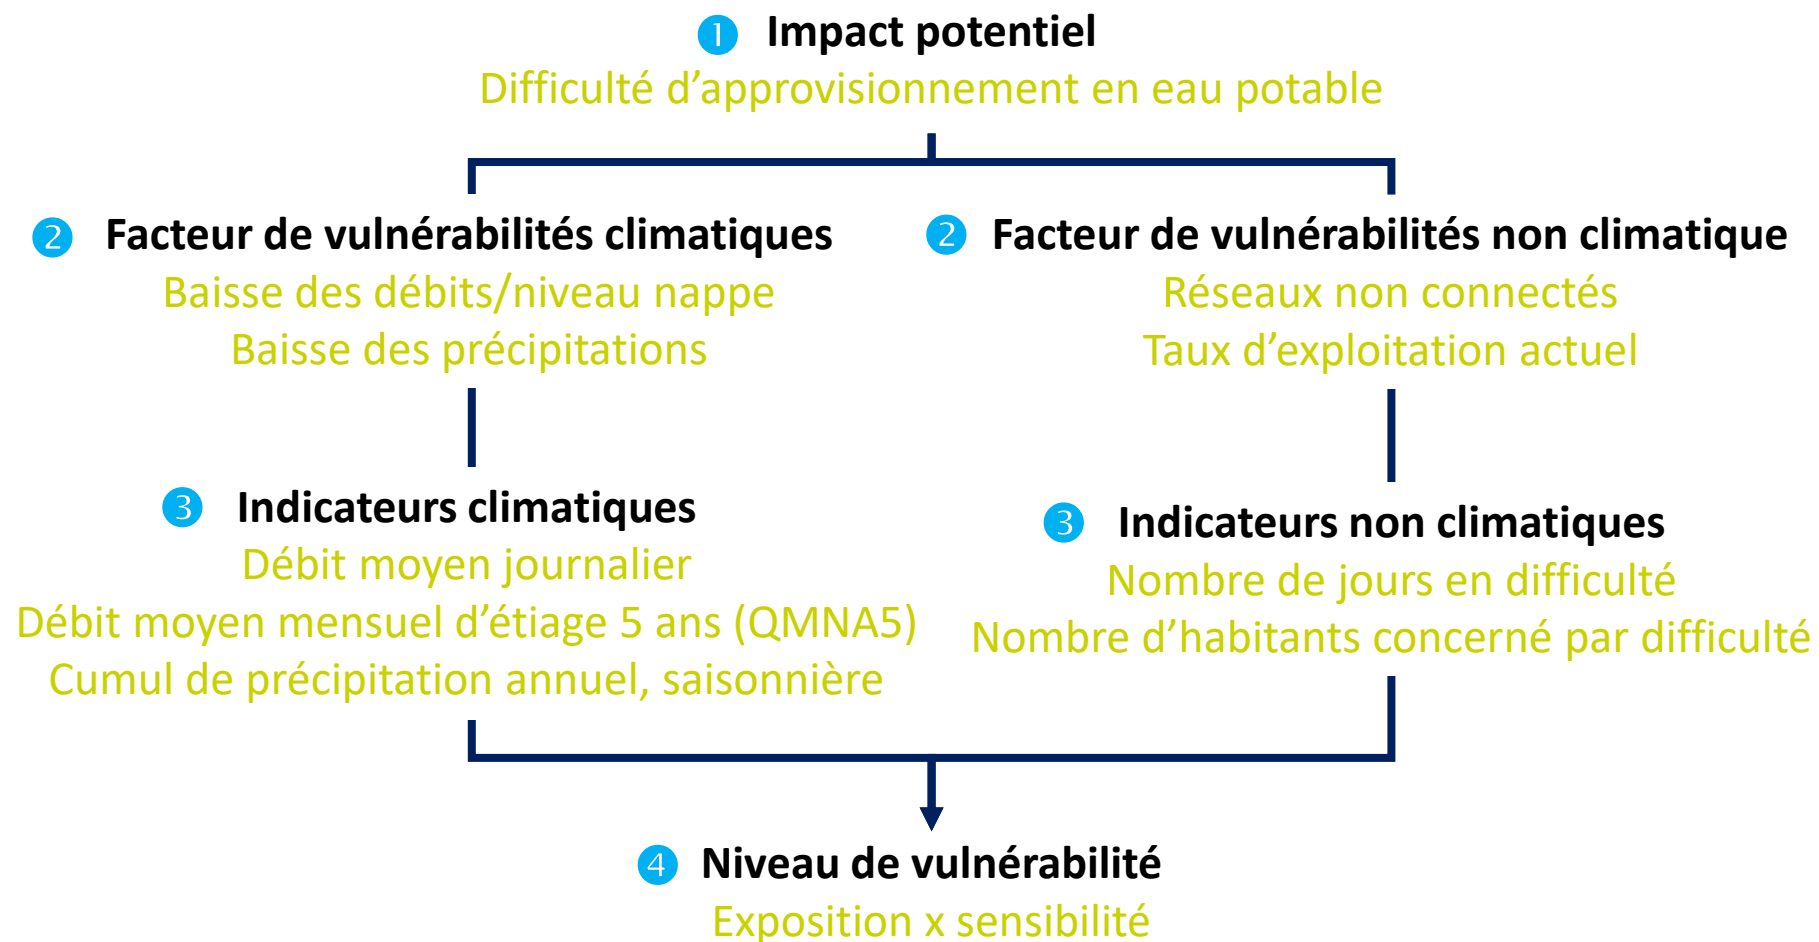 1 Impact potentiel
Difficulté d’approvisionnement en eau potable
2 Facteur de vulnérabilités climatiques
Baisse des débits/niveau nappe
Baisse des précipitations
2 Facteur de vulnérabilités non climatique
Réseaux non connectés
Taux d’exploitation actuel
3 Indicateurs climatiques
Débit moyen journalier
Débit moyen mensuel d’étiage 5 ans (QMNA5)
Cumul de précipitation annuel, saisonnière
3 Indicateurs non climatiques
Nombre de jours en difficulté
Nombre d’habitants concerné par difficulté
4 Niveau de vulnérabilité
Exposition x sensibilité